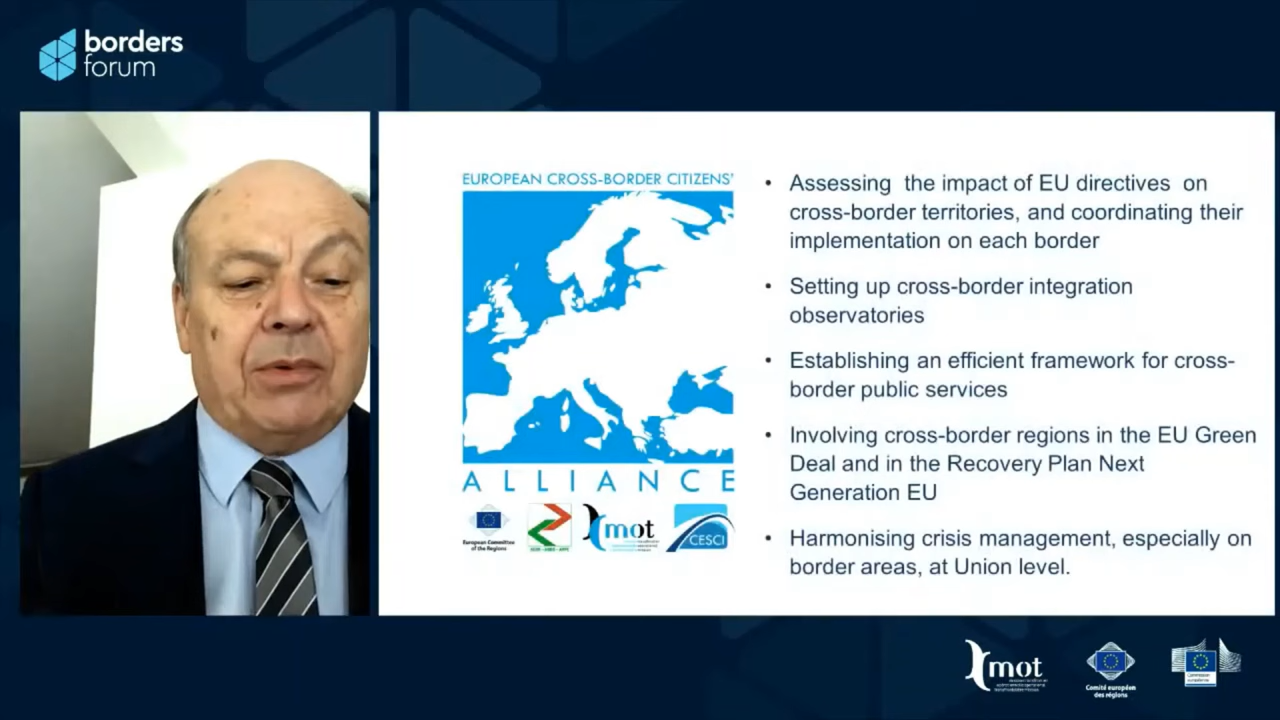 borders
forum
EUROPEAN CROSS-BORDER CITIZENS'
ALLIANCE
European Committee
of the Regions
mot
CESCI
• Assessing the impact of EU directives on
cross-border territories, and coordinating their
implementation on each border
• Setting up cross-border integration
observatories
• Establishing an efficient framework for cross-
border public services
• Involving cross-border regions in the EU Green
Deal and in the Recovery Plan Next
Generation EU
• Harmonising crisis management, especially on
border areas, at Union level.
mot
Comité européen
des régions
Commission
européenne